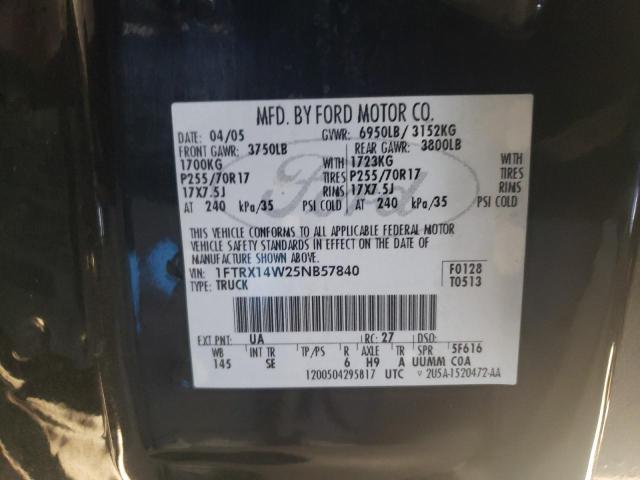 MFD. BY FORD MOTOR CO.
DATE: 04/05 GVWR: 6950LB/ 3152KG
FRONT GAWR: 3750LB REAR GAWR: 3800LB
1700KG WITH 1723KG WITH
P255/70R17 TIRES P255/70R17 TIRES
17X7.5J RIMS 17X7.5J RIMS
AT 240 kPa/35 PSI COLD AT 240 kPa/35 PSI COLD
Ford
THIS VEHICLE CONFORMS TO ALL APPLICABLE FEDERAL MOTOR
VEHICLE SAFETY STANDARDS IN EFFECT ON THE DATE OF
MANUFACTURE SHOWN ABOVE.
VIN: 1FTRX14W25NB57840 F0128
TYPE: TRUCK T0513
EXT PNT: UA RC: 27 DSO:
WB INT TR TP/PS R AXLE TR SPR 5F616
145 SE 6 H9 A UUMM COA
1200504295817 UTC ▽ 2U5A-1520472-AA